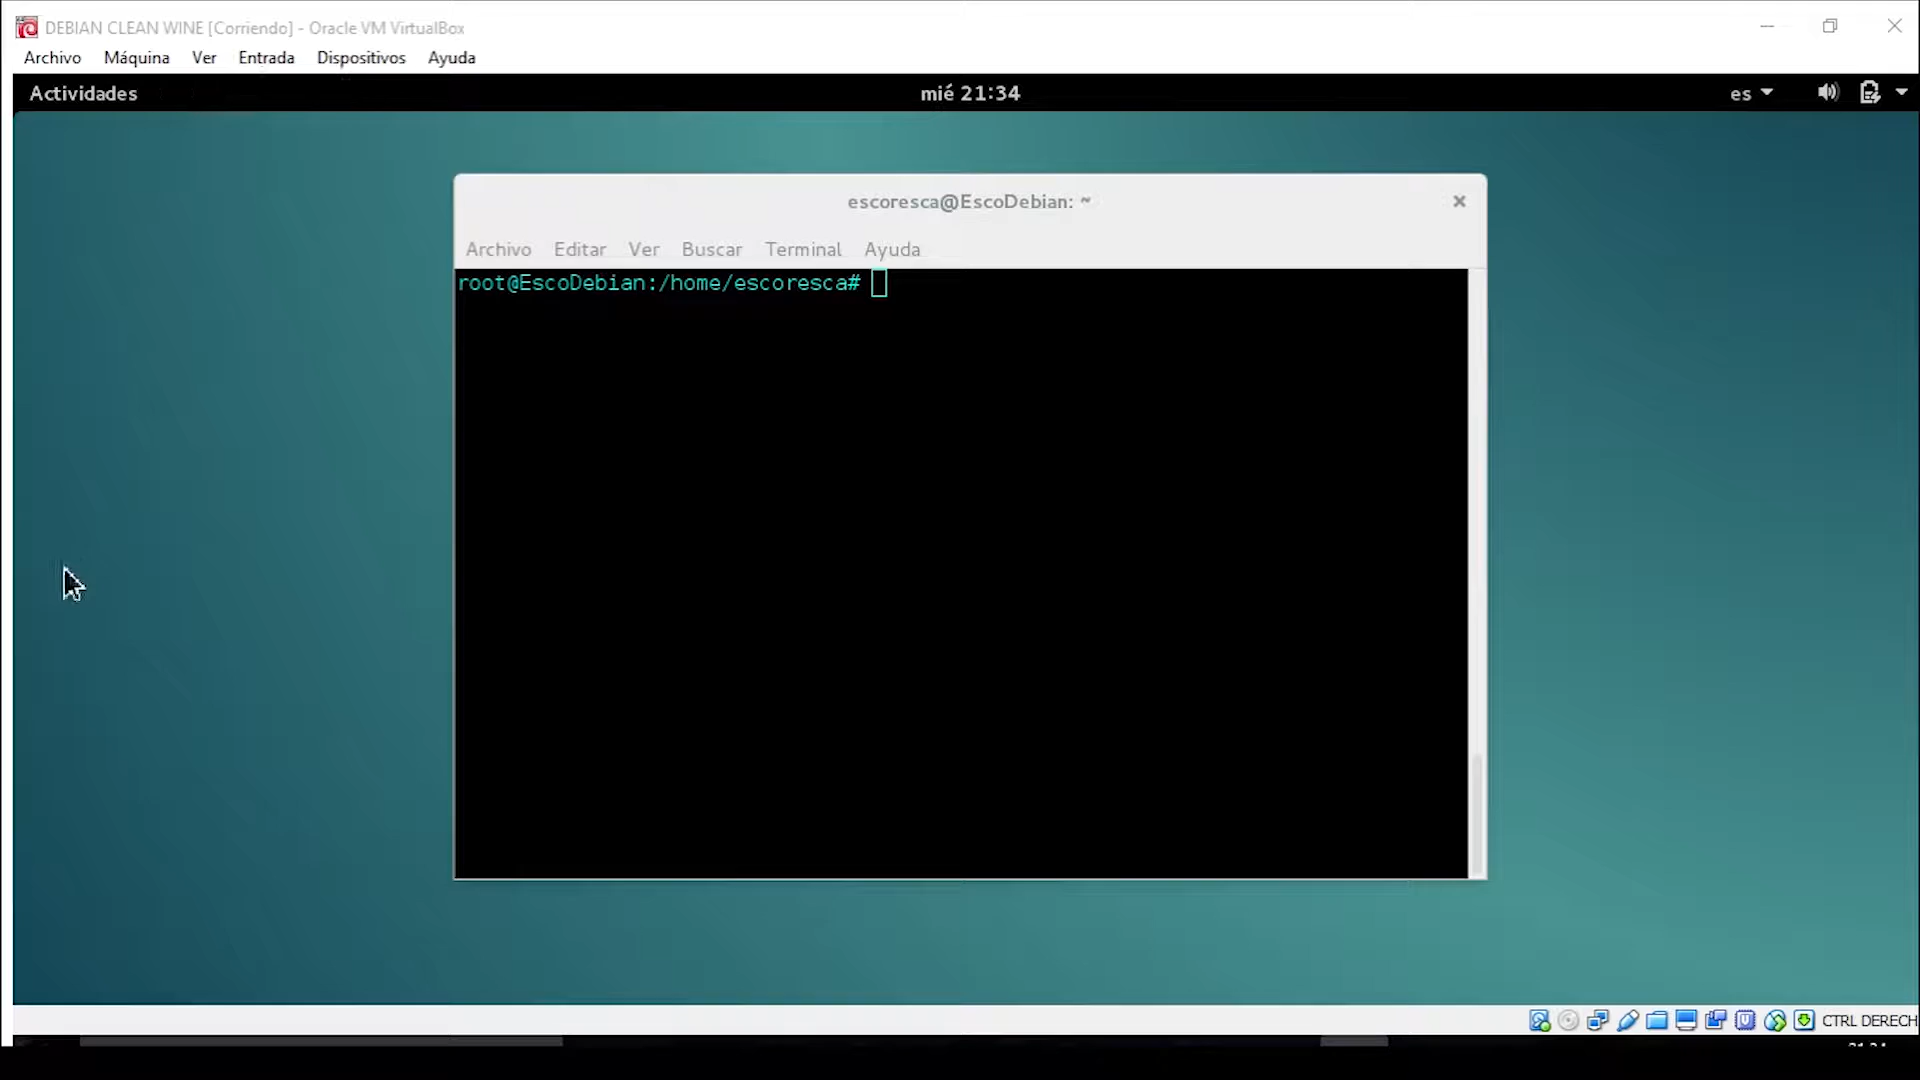 DEBIAN CLEAN WINE [Corriendo] - Oracle VM VirtualBox
Archivo Máquina Ver Entrada Dispositivos Ayuda
Actividades mié 21:34 es
escoresca@EscoDebian: ~
Archivo Editar Ver Buscar Terminal Ayuda
root@EscoDebian:/home/escoresca#
CTRL DERECH